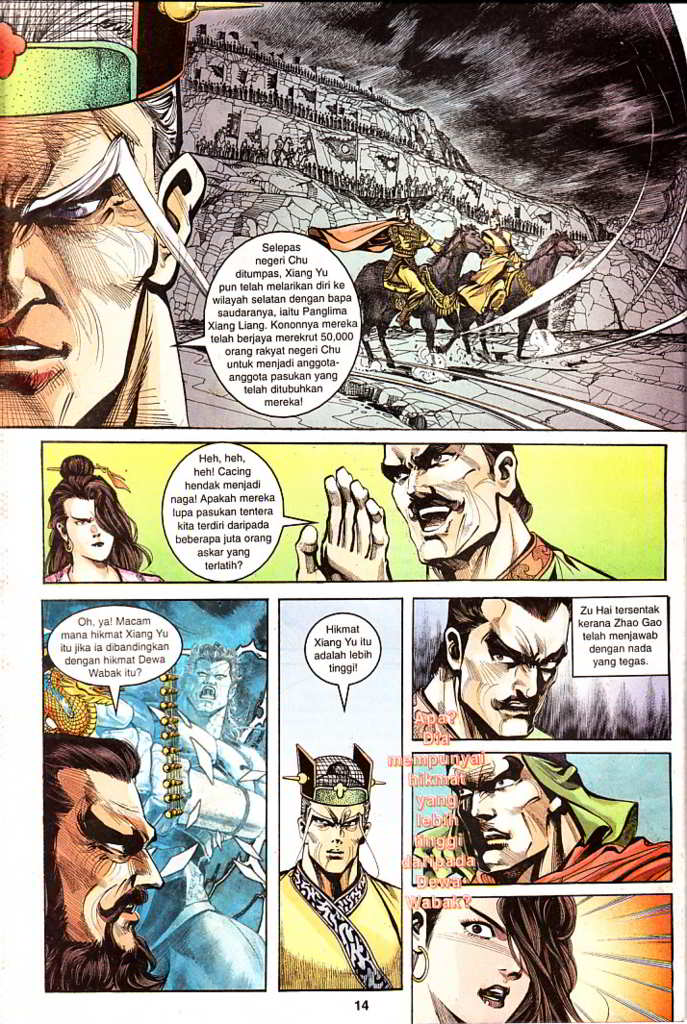 Selepas
negeri Chu
ditumpas, Xiang Yu
pun telah melarikan diri ke
wilayah selatan dengan bapa
saudaranya, iaitu Panglima
Xiang Liang. Kononnya mereka
telah berjaya merekrut 50,000
orang rakyat negeri Chu
untuk menjadi anggota-
anggota pasukan yang
telah ditubuhkan
mereka!
Heh, heh,
heh! Cacing
hendak menjadi
naga! Apakah mereka
lupa pasukan tentera
kita terdiri daripada
beberapa juta orang
askar yang
terlatih?
Oh, ya! Macam
mana hikmat Xiang Yu
itu jika ia dibandingkan
dengan hikmat Dewa
Wabak itu?
Hikmat
Xiang Yu itu
adalah lebih
tinggi!
Zu Hai tersentak
kerana Zhao Gao
telah menjawab
dengan nada
yang tegas.
Apa?
Dia
mempunyai
hikmat
yang
lebih
tinggi
daripada
Dewa
Wabak?
14